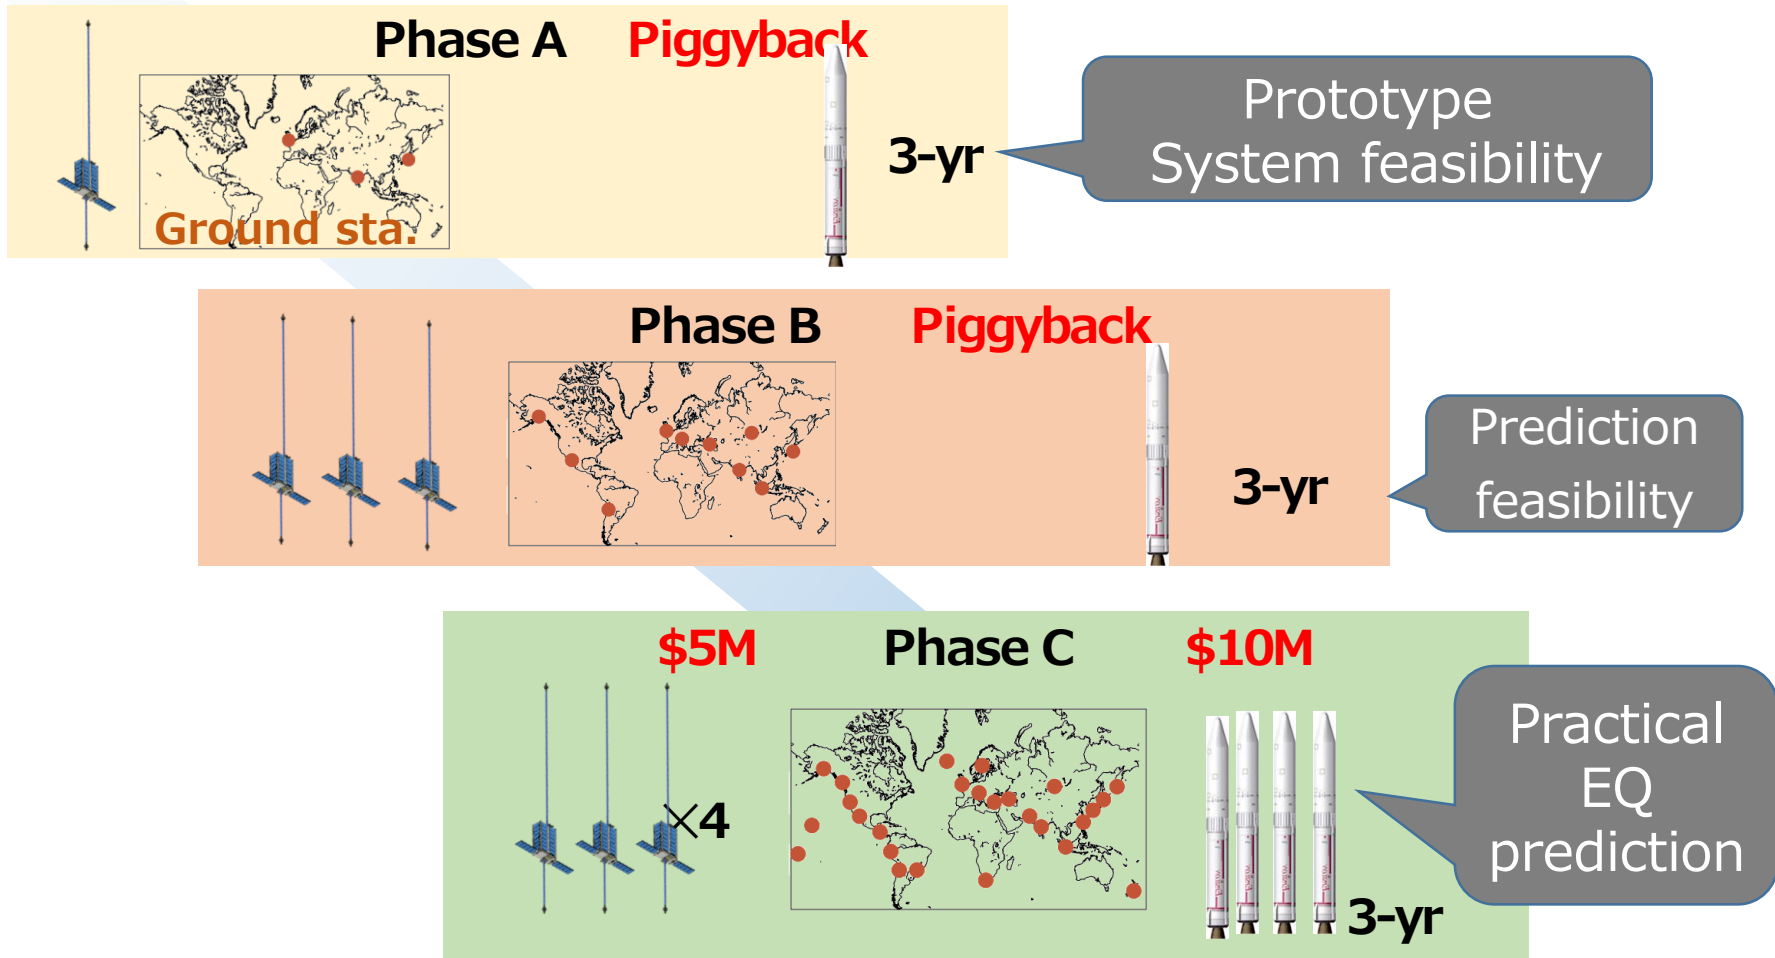 Phase A
Piggyback
Ground sta.
3-yr
Prototype
System feasibility
Phase B
Piggyback
3-yr
Prediction
feasibility
$5M
Phase C
$10M
×4
3-yr
Practical
EQ
prediction